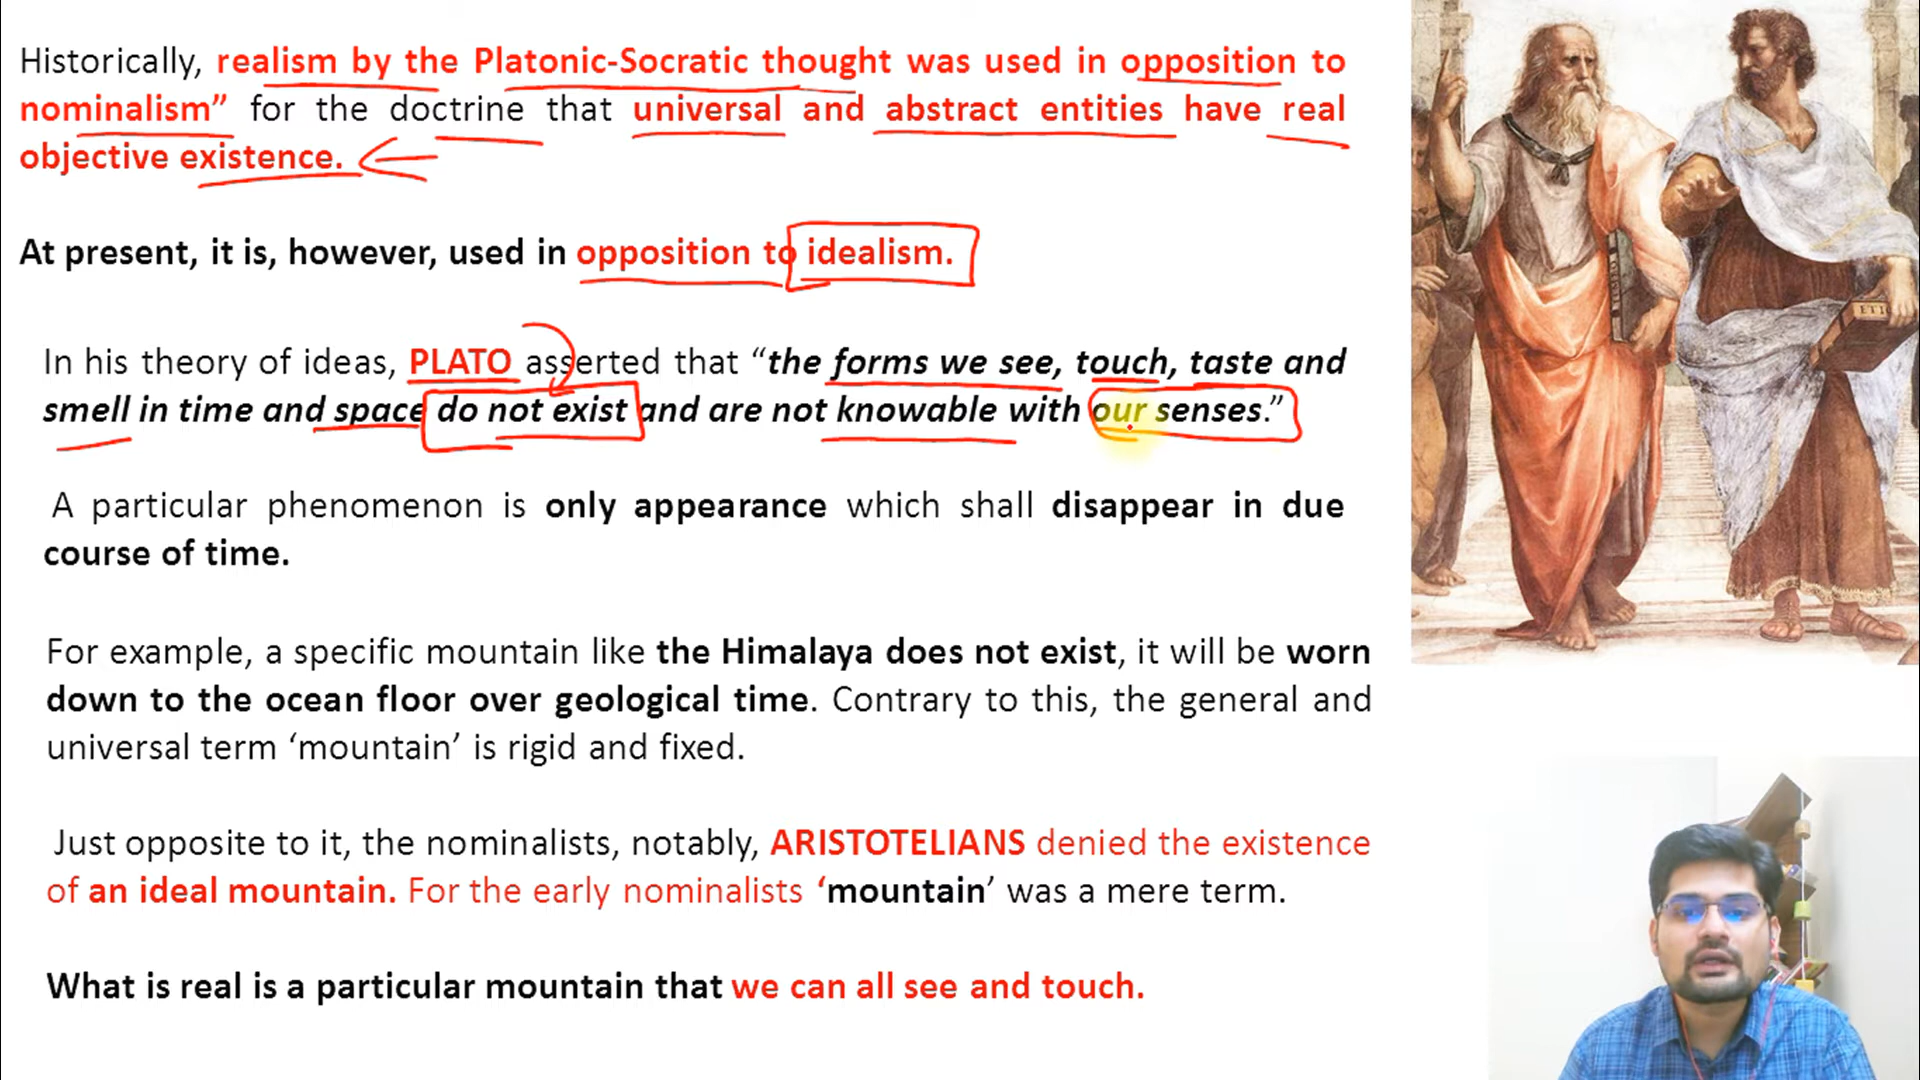 Historically, realism by the Platonic-Socratic thought was used in opposition to
nominalism” for the doctrine that universal and abstract entities have real
objective existence.
At present, it is, however, used in opposition to idealism.
In his theory of ideas, PLATO asserted that “the forms we see, touch, taste and
smell in time and space do not exist and are not knowable with our senses.”
A particular phenomenon is only appearance which shall disappear in due
course of time.
For example, a specific mountain like the Himalaya does not exist, it will be worn
down to the ocean floor over geological time. Contrary to this, the general and
universal term ‘mountain’ is rigid and fixed.
Just opposite to it, the nominalists, notably, ARISTOTELIANS denied the existence
of an ideal mountain. For the early nominalists ‘mountain’ was a mere term.
What is real is a particular mountain that we can all see and touch.